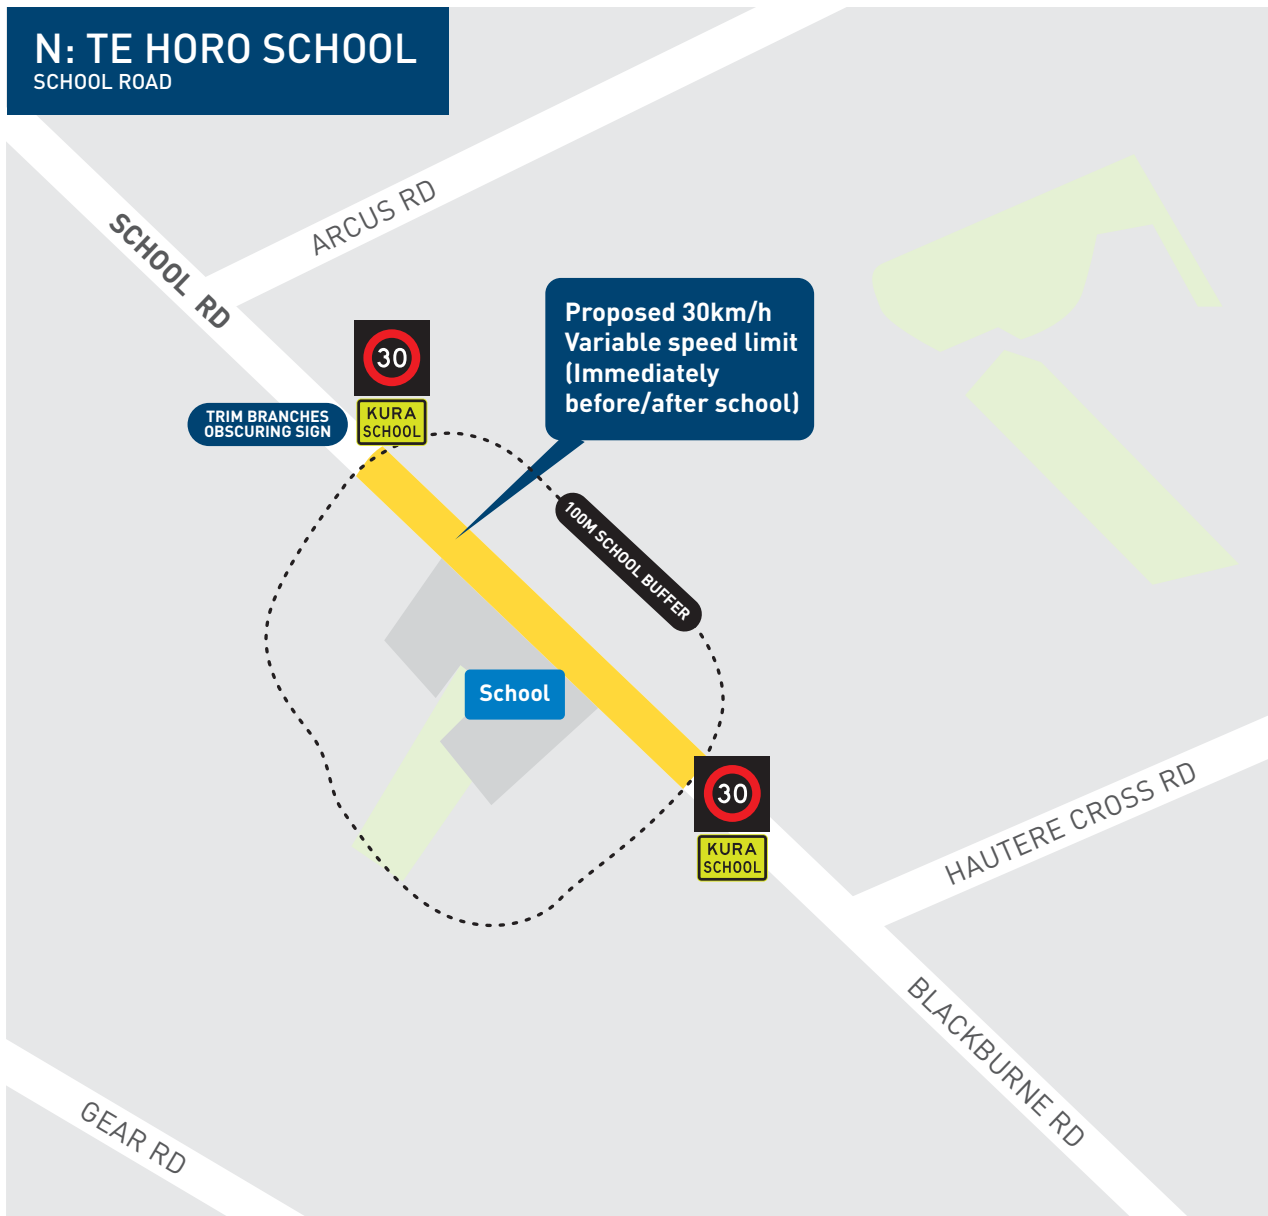 N: TE HORO SCHOOL
SCHOOL ROAD
ARCUS RD
SCHOOL RD
Proposed 30km/h
Variable speed limit
(Immediately
before/after school)
30
KURA
SCHOOL
TRIM BRANCHES
OBSCURING SIGN
100M SCHOOL BUFFER
School
30
KURA
SCHOOL
HAUTERE CROSS RD
BLACKBURNE RD
GEAR RD